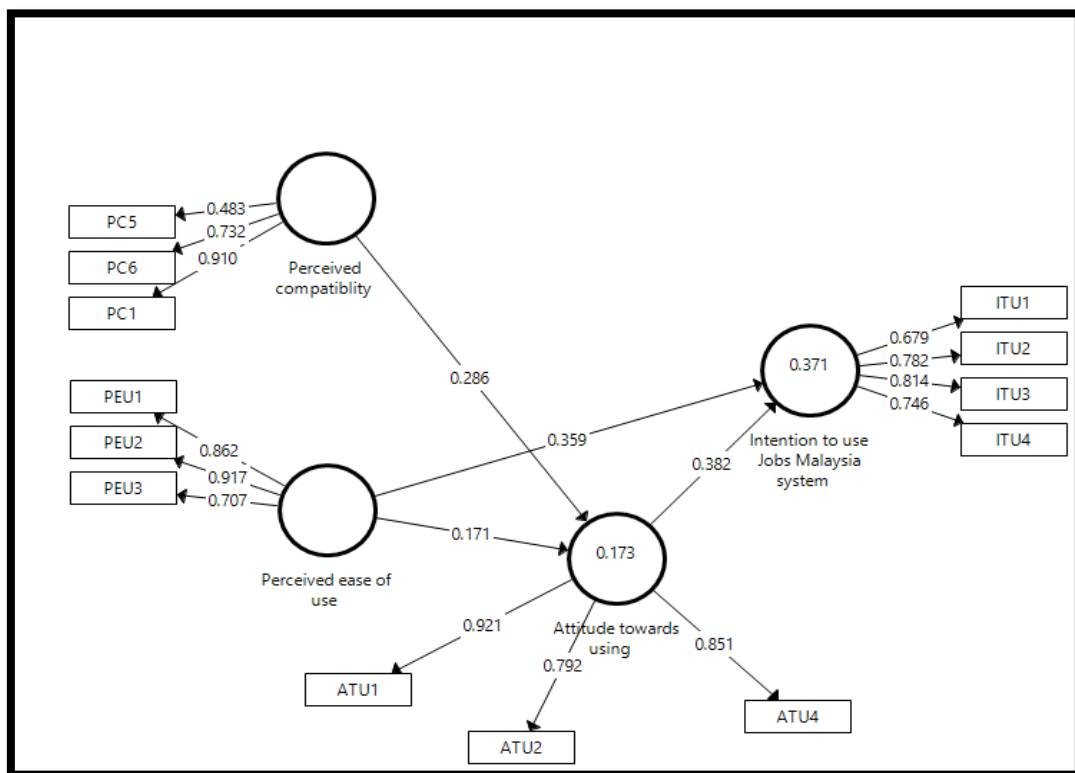 PC5
0.483
0.732
PC6
0.910
PC1
Perceived
compatiblity
0.286
PEU1
PEU2
PEU3
0.862
0.917
0.707
Perceived ease of
use
0.359
0.171
0.371
Intention to use
Jobs Malaysia
system
0.679
0.782
0.814
0.746
ITU1
ITU2
ITU3
ITU4
0.382
0.173
Attitude towards
using
0.921
0.792
0.851
ATU1
ATU2
ATU4